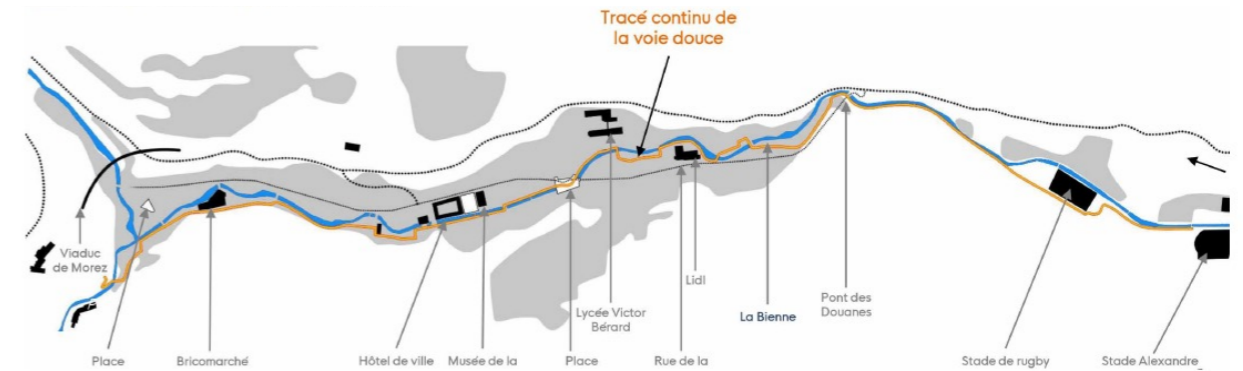 Tracé continu de
la voie douce
Viaduc
de Morez
Lidl
Lycée Victor
Bérard
La Bienne
Pont des
Douanes
Place
Bricomarché
Hôtel de ville
Musée de la
Place
Rue de la
Stade de rugby
Stade Alexandre